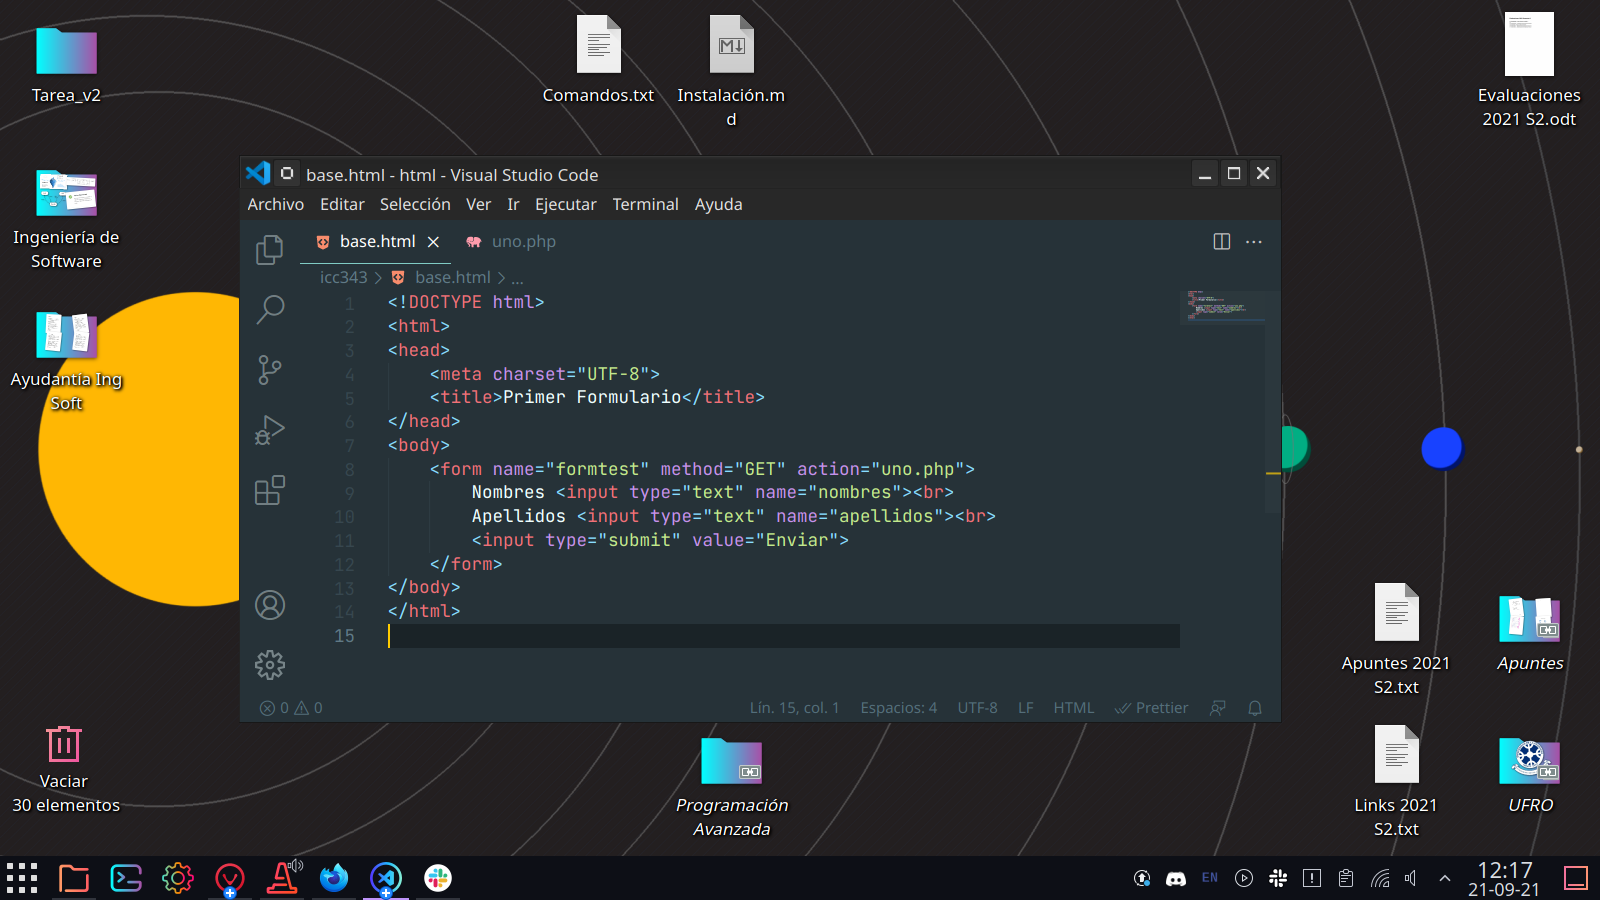 Tarea_v2
Comandos.txt
Instalación.m
d
Evaluaciones
2021 S2.odt
Ingeniería de
Software
Ayudantía Ing
Soft
base.html - html - Visual Studio Code
Archivo Editar Selección Ver Ir Ejecutar Terminal Ayuda
base.html uno.php
icc343 > base.html > ...
1 <!DOCTYPE html>
2 <html>
3 <head>
4 <meta charset="UTF-8">
5 <title>Primer Formulario</title>
6 </head>
7 <body>
8 <form name="formtest" method="GET" action="uno.php">
9 Nombres <input type="text" name="nombres"><br>
10 Apellidos <input type="text" name="apellidos"><br>
11 <input type="submit" value="Enviar">
12 </form>
13 </body>
14 </html>
15
0 0 Lín. 15, col. 1 Espacios: 4 UTF-8 LF HTML Prettier
Apuntes 2021
S2.txt
Apuntes
Vaciar
30 elementos
Programación
Avanzada
Links 2021
S2.txt
UFRO
EN
12:17
21-09-21